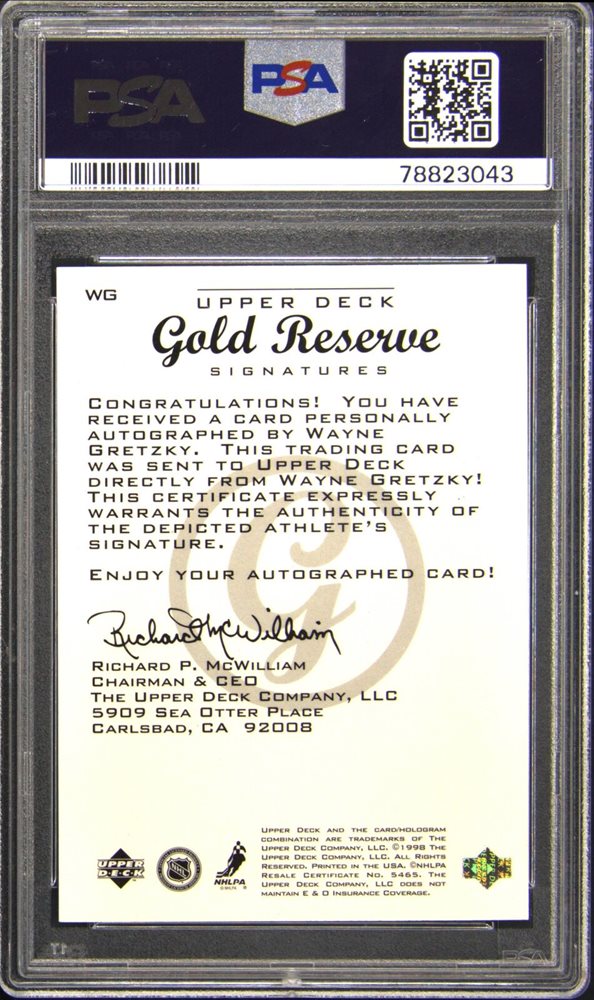 PSA
PSA
78823043
WG
UPPER DECK
Gold Reserve
SIGNATURES
CONGRATULATIONS! YOU HAVE
RECEIVED A CARD PERSONALLY
AUTOGRAPHED BY WAYNE
GRETZKY. THIS TRADING CARD
WAS SENT TO UPPER DECK
DIRECTLY FROM WAYNE GRETZKY!
THIS CERTIFICATE EXPRESSLY
WARRANTS THE AUTHENTICITY OF
THE DEPICTED ATHLETE'S
SIGNATURE.
ENJOY YOUR AUTOGRAPHED CARD!
Richard McWilliam
RICHARD P. MCWILLIAM
CHAIRMAN & CEO
THE UPPER DECK COMPANY, LLC
5909 SEA OTTER PLACE
CARLSBAD, CA 92008
UPPER DECK AND THE CARD/HOLOGRAM
COMBINATION ARE TRADEMARKS OF THE
UPPER DECK COMPANY, LLC. ©1998 THE
UPPER DECK COMPANY, LLC. ALL RIGHTS
RESERVED. PRINTED IN THE USA. ©NHLPA
RESALE CERTIFICATE NO. 5465. THE
UPPER DECK COMPANY, LLC DOES NOT
MAINTAIN E & O INSURANCE COVERAGE.
UPPER
DECK
NHL
NHLPA
PSA